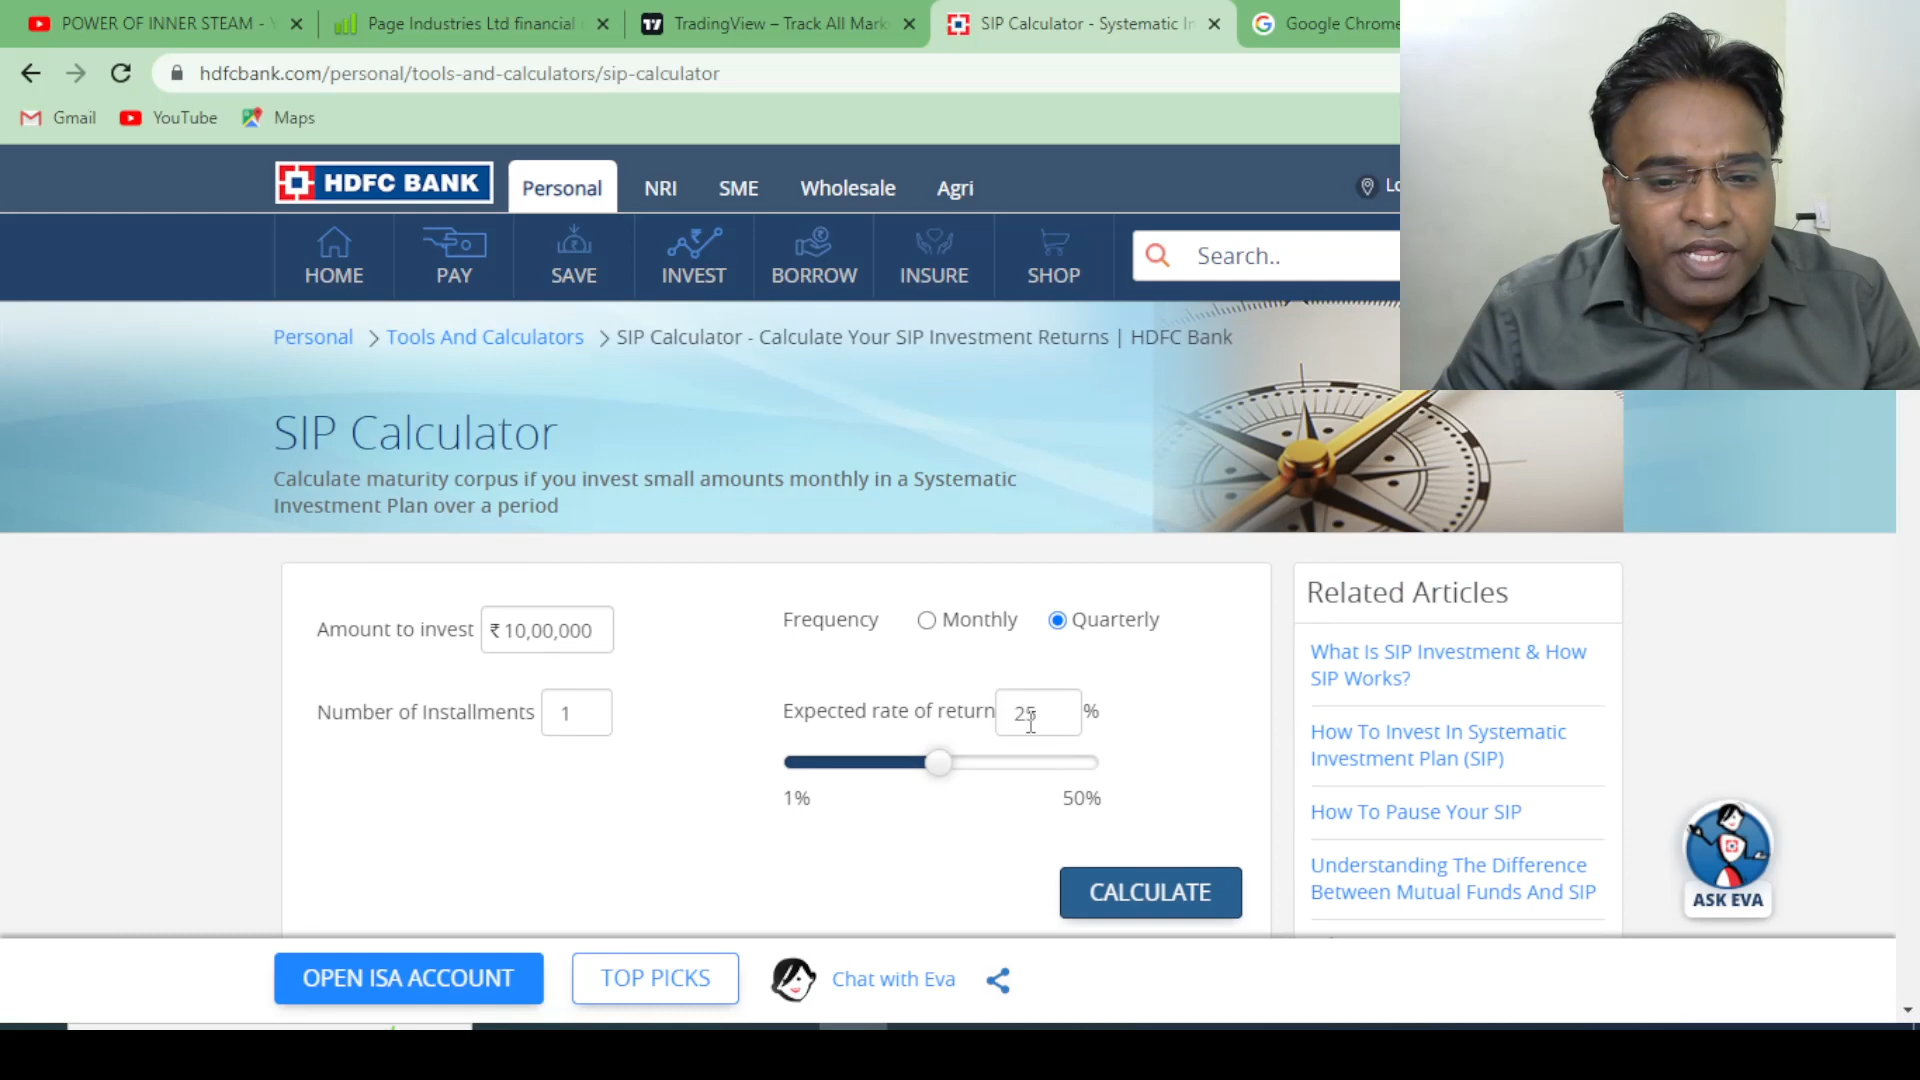 POWER OF INNER STEAM - Y
Page Industries Ltd financial
TradingView – Track All Mark
SIP Calculator - Systematic In
Google Chrome
hdfcbank.com/personal/tools-and-calculators/sip-calculator
Gmail
YouTube
Maps
HDFC BANK
Personal
NRI
SME
Wholesale
Agri
Lo
HOME
PAY
SAVE
INVEST
BORROW
INSURE
SHOP
Search..
Personal > Tools And Calculators > SIP Calculator - Calculate Your SIP Investment Returns | HDFC Bank
SIP Calculator
Calculate maturity corpus if you invest small amounts monthly in a Systematic
Investment Plan over a period
Amount to invest ₹ 10,00,000
Frequency Monthly Quarterly
Number of Installments 1
Expected rate of return 25 %
1% 50%
CALCULATE
Related Articles
What Is SIP Investment & How
SIP Works?
How To Invest In Systematic
Investment Plan (SIP)
How To Pause Your SIP
Understanding The Difference
Between Mutual Funds And SIP
ASK EVA
OPEN ISA ACCOUNT
TOP PICKS
Chat with Eva